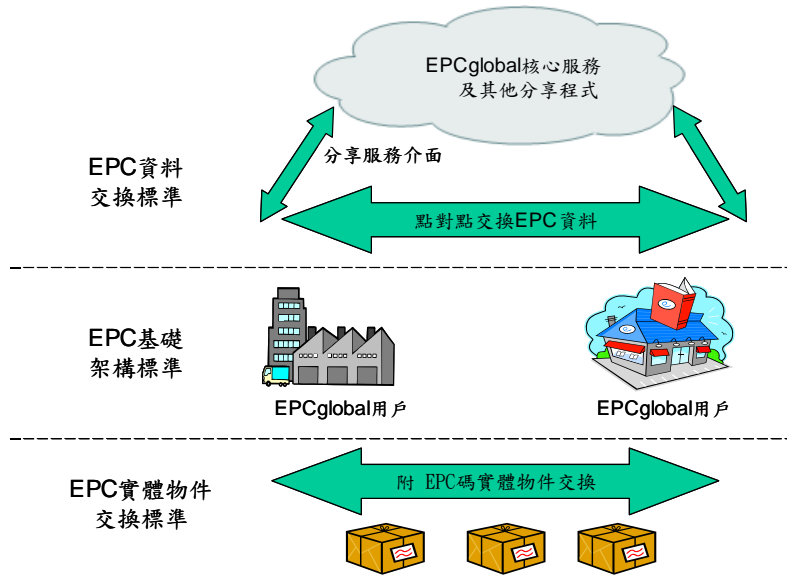 EPCglobal核心服務
及其他分享程式
分享服務介面
EPC資料
交換標準
點對點交換EPC資料
EPC基礎
架構標準
EPCglobal用戶
EPCglobal用戶
EPC實體物件
交換標準
附 EPC碼實體物件交換